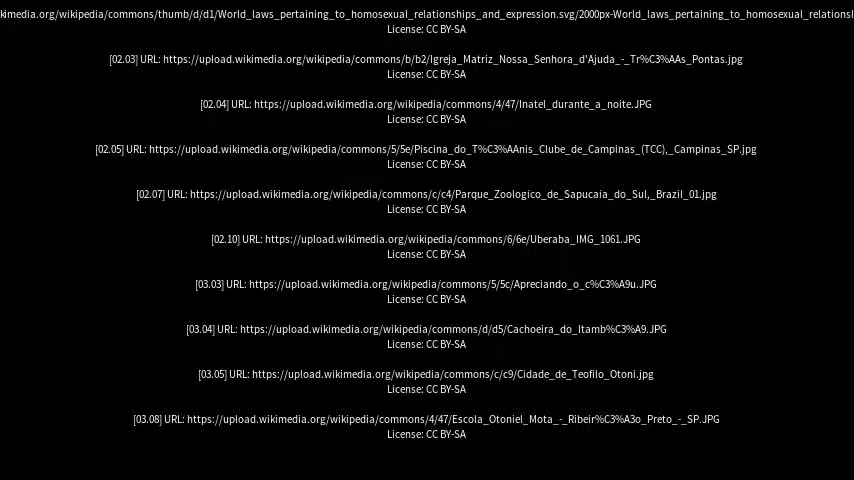 kimedia.org/wikipedia/commons/thumb/d/d1/World_laws_pertaining_to_homosexual_relationships_and_expression.svg/2000px-World_laws_pertaining_to_homosexual_relationsl
License: CC BY-SA
[02.03] URL: https://upload.wikimedia.org/wikipedia/commons/b/b2/Igreja_Matriz_Nossa_Senhora_d'Ajuda_-_Tr%C3%AAs_Pontas.jpg
License: CC BY-SA
[02.04] URL: https://upload.wikimedia.org/wikipedia/commons/4/47/Inatel_durante_a_noite.JPG
License: CC BY-SA
[02.05] URL: https://upload.wikimedia.org/wikipedia/commons/5/5e/Piscina_do_T%C3%AAnis_Clube_de_Campinas_(TCC),_Campinas_SP.jpg
License: CC BY-SA
[02.07] URL: https://upload.wikimedia.org/wikipedia/commons/c/c4/Parque_Zoologico_de_Sapucaia_do_Sul,_Brazil_01.jpg
License: CC BY-SA
[02.10] URL: https://upload.wikimedia.org/wikipedia/commons/6/6e/Uberaba_IMG_1061.JPG
License: CC BY-SA
[03.03] URL: https://upload.wikimedia.org/wikipedia/commons/5/5c/Apreciando_o_c%C3%A9u.JPG
License: CC BY-SA
[03.04] URL: https://upload.wikimedia.org/wikipedia/commons/d/d5/Cachoeira_do_Itamb%C3%A9.JPG
License: CC BY-SA
[03.05] URL: https://upload.wikimedia.org/wikipedia/commons/c/c9/Cidade_de_Teofilo_Otoni.jpg
License: CC BY-SA
[03.08] URL: https://upload.wikimedia.org/wikipedia/commons/4/47/Escola_Otoniel_Mota_-_Ribeir%C3%A3o_Preto_-_SP.JPG
License: CC BY-SA